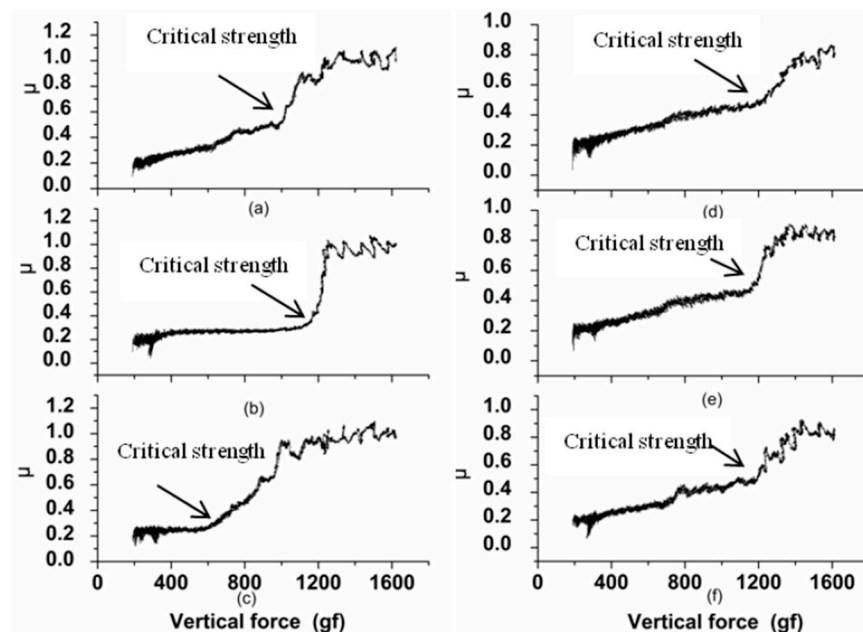 1.2
1.0
0.8
0.6
0.4
0.2
0.0
μ
Critical strength
(a)
1.0
0.8
0.6
0.4
0.2
0.0
μ
Critical strength
(d)
1.2
1.0
0.8
0.6
0.4
0.2
0.0
μ
Critical strength
(b)
1.0
0.8
0.6
0.4
0.2
0.0
μ
Critical strength
(e)
1.2
1.0
0.8
0.6
0.4
0.2
0.0
μ
Critical strength
0 400 800 1200 1600
(c)
Vertical force (gf)
1.0
0.8
0.6
0.4
0.2
0.0
μ
Critical strength
0 400 800 1200 1600
(f)
Vertical force (gf)